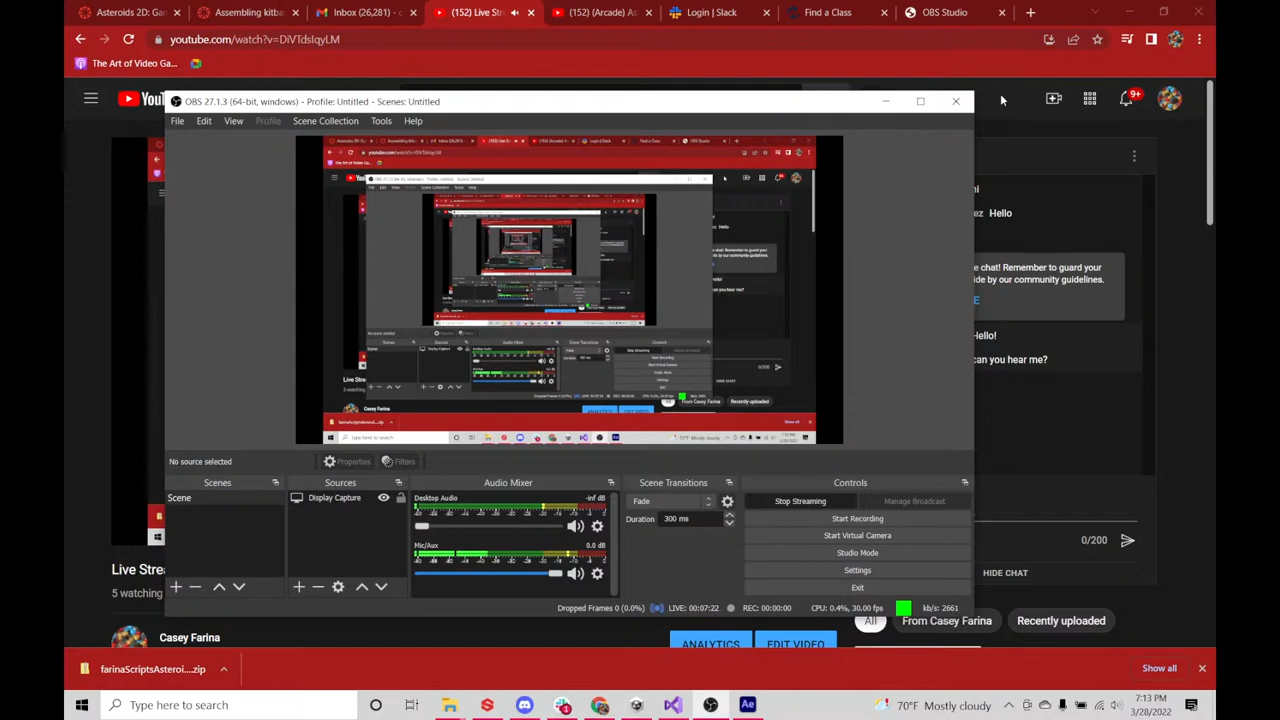 Asteroids 2D: Ga
Assembling kitba
Inbox (26,281) - c
(152) Live Stre
(152) (Arcade) As
Login | Slack
Find a Class
OBS Studio
youtube.com/watch?v=DiVTdsIqyLM
The Art of Video Ga...
You
9+
OBS 27.1.3 (64-bit, windows) - Profile: Untitled - Scenes: Untitled
File Edit View Profile Scene Collection Tools Help
Hello
chat! Remember to guard your
by our community guidelines.
Hello!
can you hear me?
0/200
HIDE CHAT
No source selected
Properties
Filters
Scenes
Sources
Audio Mixer
Scene Transitions
Controls
Scene
Display Capture
Desktop Audio
-inf dB
Mic/Aux
0.0 dB
Fade
Duration 300 ms
Stop Streaming
Manage Broadcast
Start Recording
Start Virtual Camera
Studio Mode
Settings
Exit
Dropped Frames 0 (0.0%)
LIVE: 00:07:22
REC: 00:00:00
CPU: 0.4%, 30.00 fps
kb/s: 2661
Live Strea
5 watching
Casey Farina
ANALYTICS
EDIT VIDEO
All
From Casey Farina
Recently uploaded
farinaScriptsAsteroi....zip
Show all
Type here to search
70°F Mostly cloudy
7:13 PM
3/28/2022